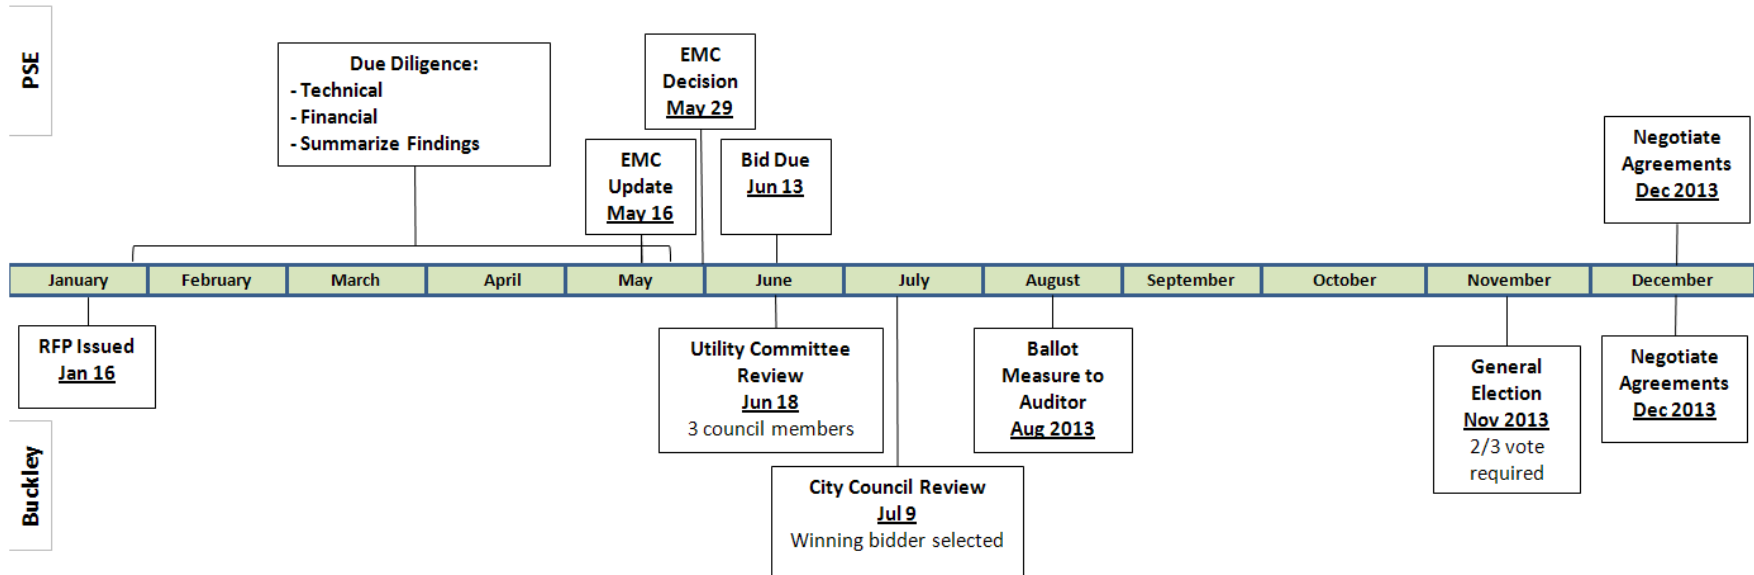 PSE
Due Diligence:
- Technical
- Financial
- Summarize Findings
EMC
Decision
May 29
EMC
Update
May 16
Bid Due
Jun 13
Negotiate
Agreements
Dec 2013
January
February
March
April
May
June
July
August
September
October
November
December
Buckley
RFP Issued
Jan 16
Utility Committee
Review
Jun 18
3 council members
City Council Review
Jul 9
Winning bidder selected
Ballot
Measure to
Auditor
Aug 2013
General
Election
Nov 2013
2/3 vote
required
Negotiate
Agreements
Dec 2013